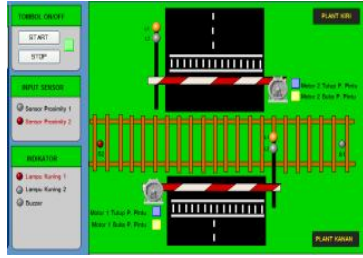 TOMBOL ON/OFF
START
STOP
INPUT SENSOR
Sensor Proximity 1
Sensor Proximity 2
INDIKATOR
Lampu Kuning 1
Lampu Kuning 2
Buzzer
PLANT KIRI
Motor 2 Tutup P. Pintu
Motor 2 Buka P. Pintu
Motor 1 Tutup P. Pintu
Motor 1 Buka P. Pintu
PLANT KANAN